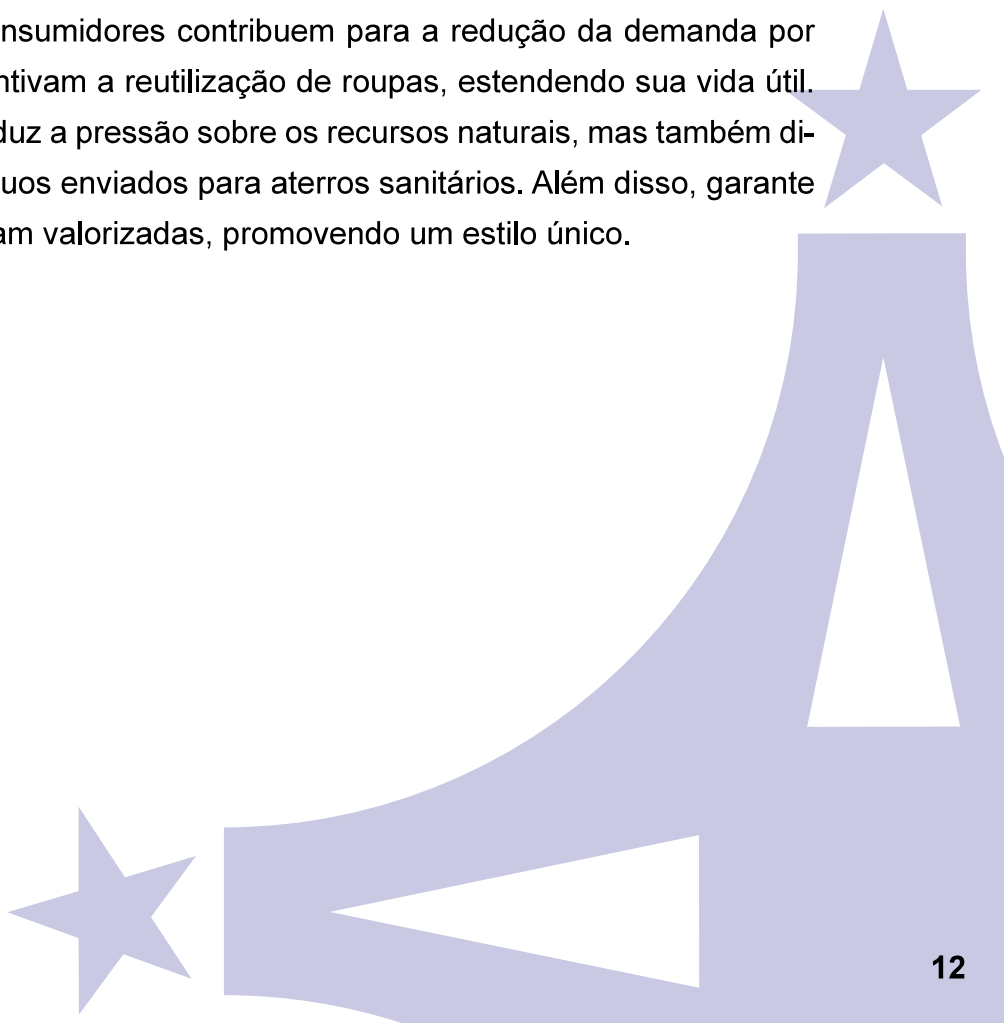 nsumidores contribuem para a redução da demanda por
ntivam a reutilização de roupas, estendendo sua vida útil.
duz a pressão sobre os recursos naturais, mas também di-
uos enviados para aterros sanitários. Além disso, garante
am valorizadas, promovendo um estilo único.
12